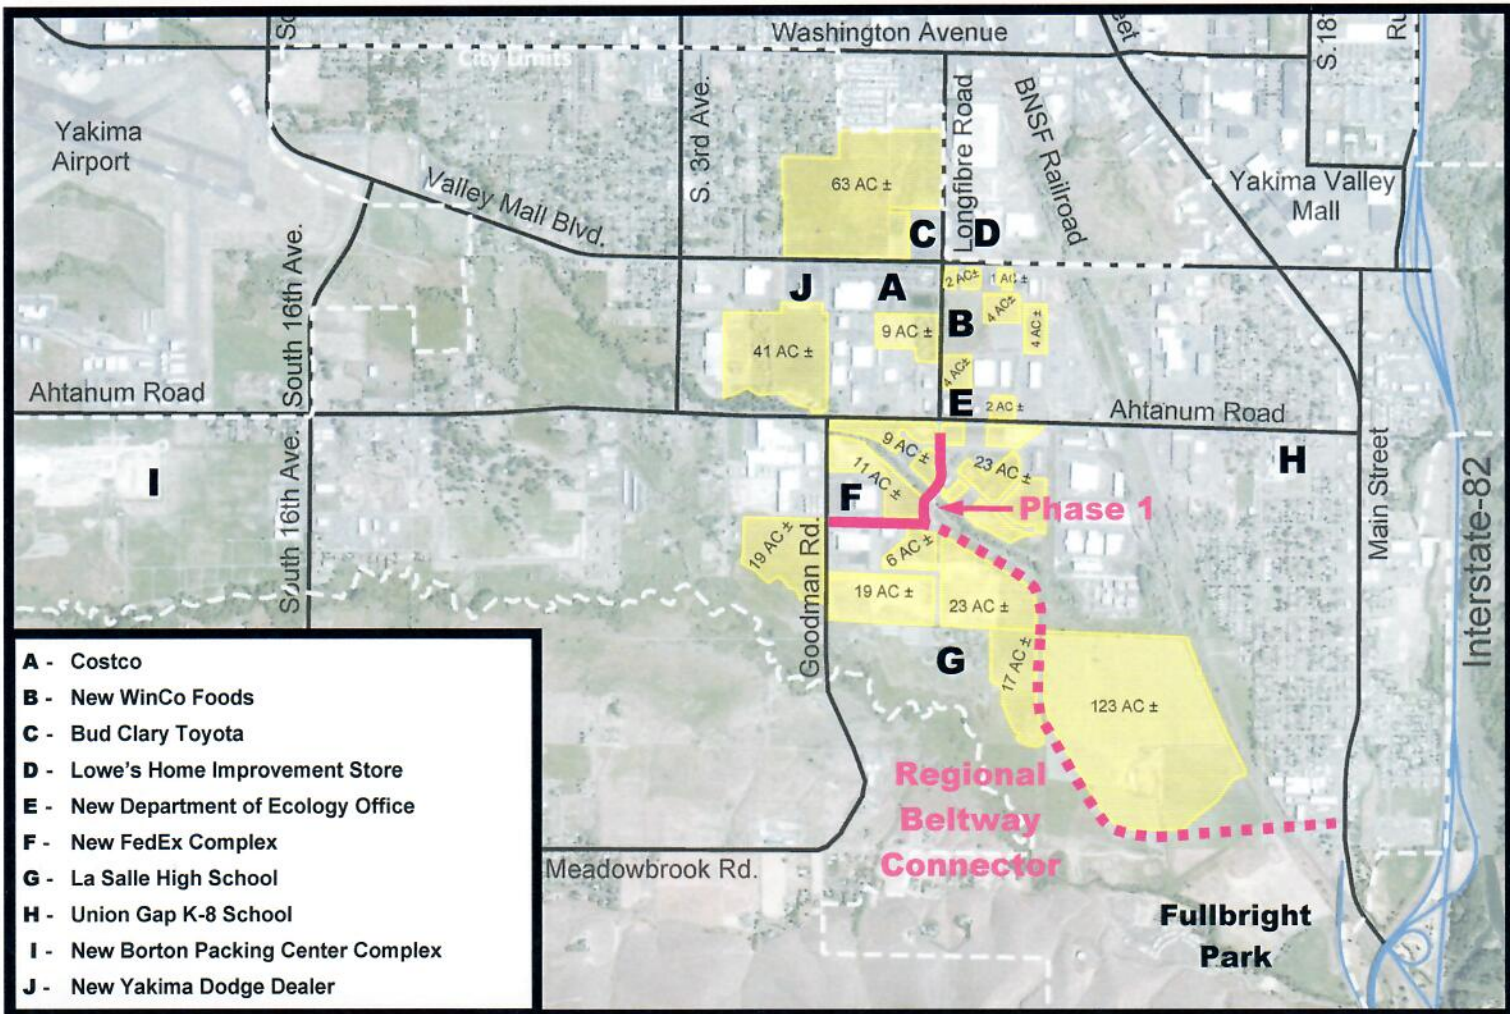 Washington Avenue
City Limits
S.18
Ru
Yakima
Airport
S. 3rd Ave.
Longfibre Road
BNSF Railroad
63 AC ±
Yakima Valley
Mall
Valley Mall Blvd.
South 16th Ave.
C
D
2 AC±
1 AC ±
J
A
4 AC±
B
9 AC ±
4 AC ±
41 AC ±
4 AC±
Ahtanum Road
E
2 AC ±
Ahtanum Road
South 16th Ave.
9 AC ±
23 AC ±
H
I
11 AC ±
F
Phase 1
Main Street
Interstate-82
19 AC ±
6 AC ±
Goodman Rd.
19 AC ±
23 AC ±
G
17 AC ±
123 AC ±
Regional
Beltway
Connector
Meadowbrook Rd.
Fullbright
Park
A - Costco
B - New WinCo Foods
C - Bud Clary Toyota
D - Lowe's Home Improvement Store
E - New Department of Ecology Office
F - New FedEx Complex
G - La Salle High School
H - Union Gap K-8 School
I - New Borton Packing Center Complex
J - New Yakima Dodge Dealer